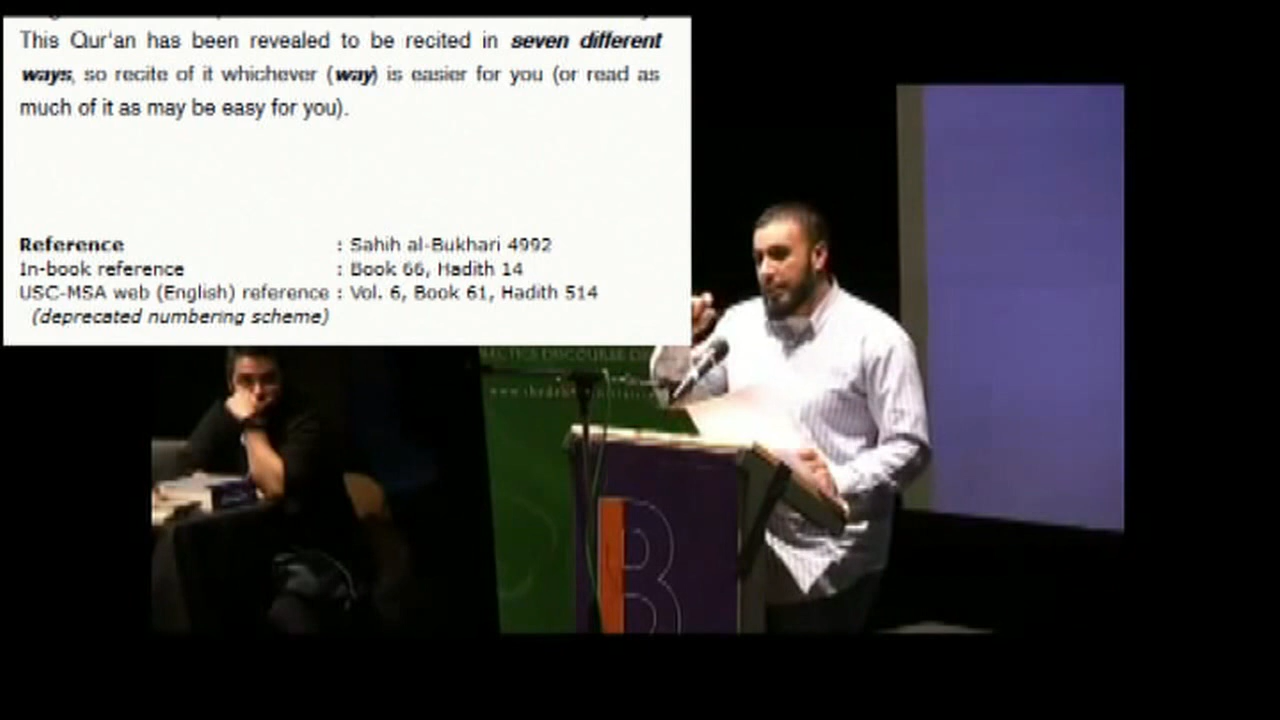 This Qur'an has been revealed to be recited in seven different
ways, so recite of it whichever (way) is easier for you (or read as
much of it as may be easy for you).
Reference : Sahih al-Bukhari 4992
In-book reference : Book 66, Hadith 14
USC-MSA web (English) reference : Vol. 6, Book 61, Hadith 514
(deprecated numbering scheme)
DISCOURSE
B